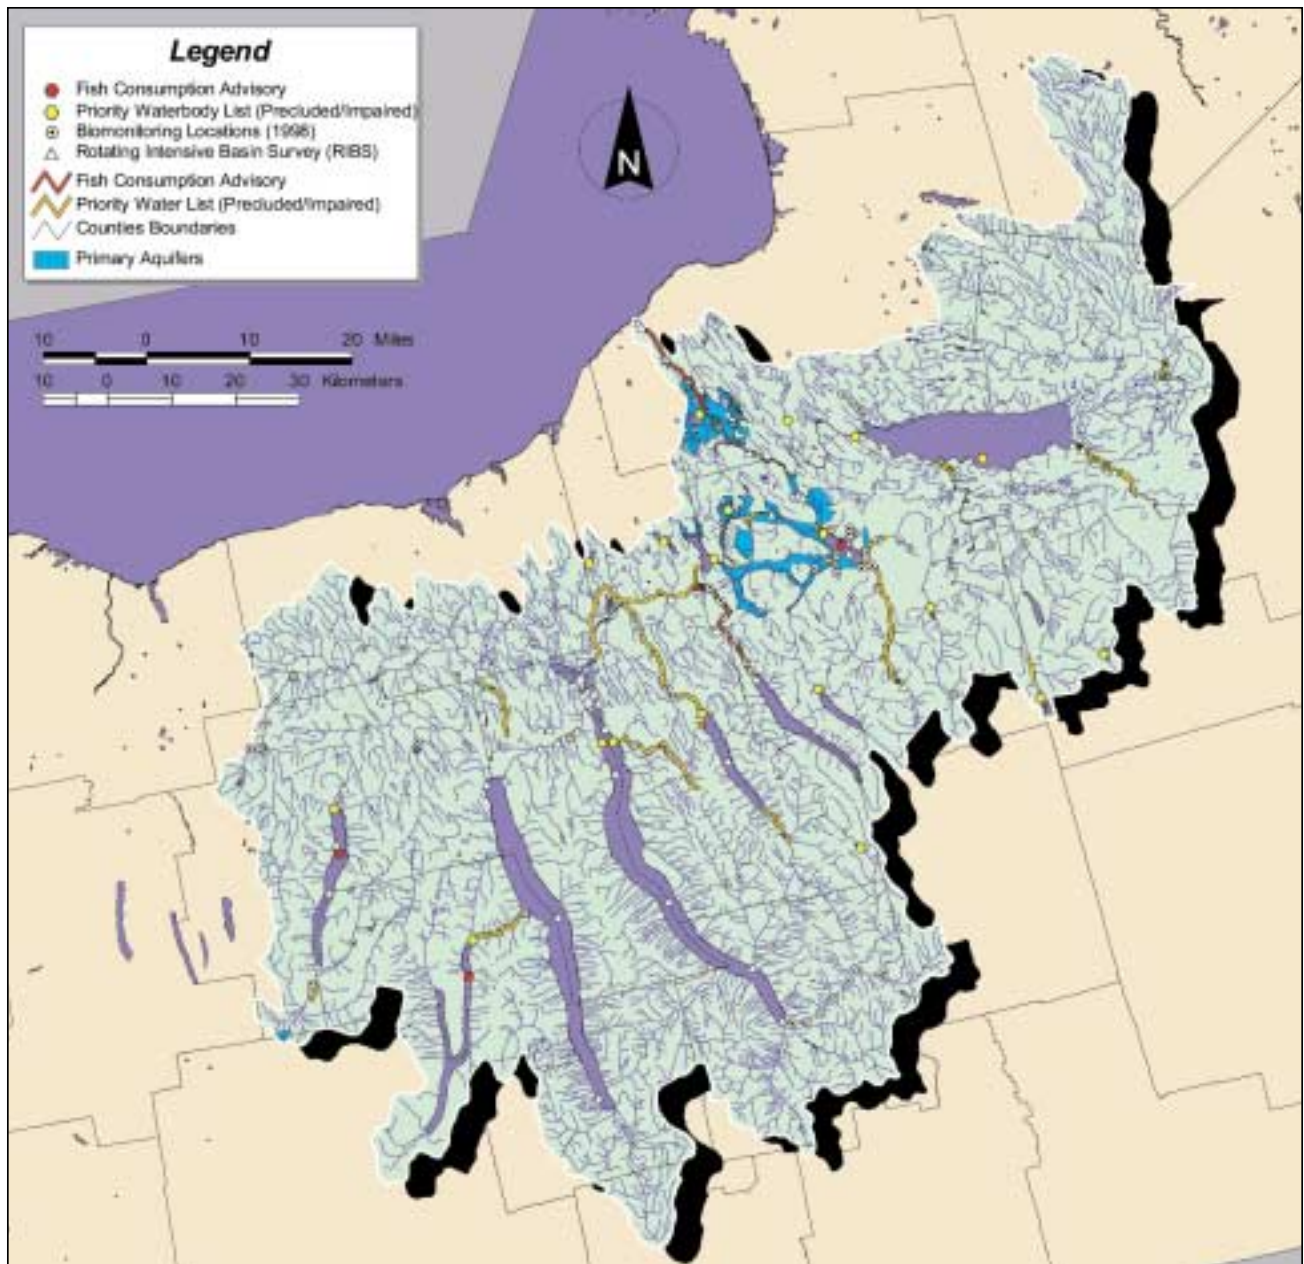 Legend
Fish Consumption Advisory
Priority Waterbody List (Precluded/Impaired)
Biomonitoring Locations (1998)
Rotating Intensive Basin Survey (RIBS)
Fish Consumption Advisory
Priority Water List (Precluded/Impaired)
Counties Boundaries
Primary Aquifers
N
10 0 10 20 Miles
10 0 10 20 30 Kilometers